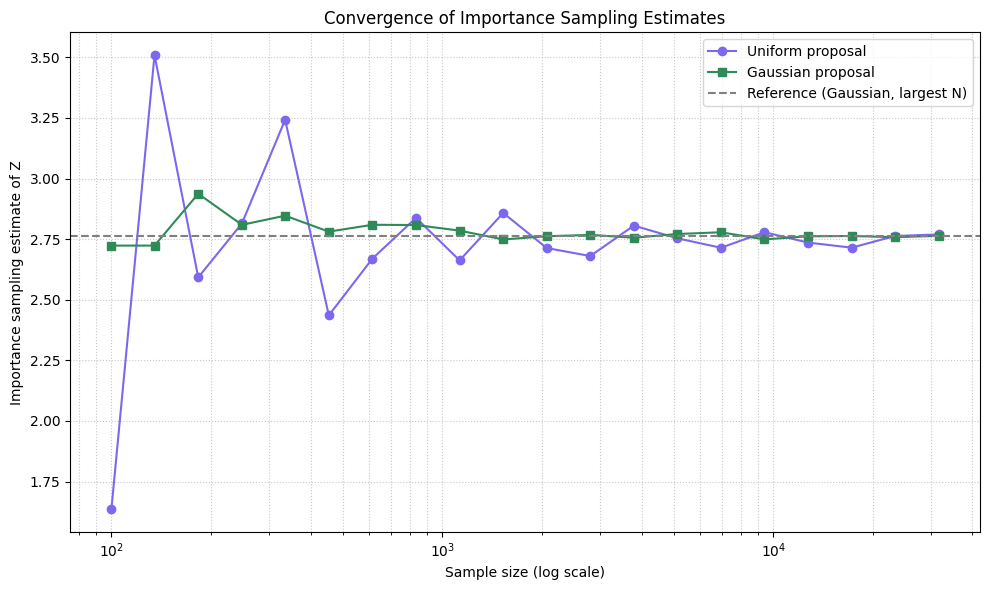 Convergence of Importance Sampling Estimates
Uniform proposal
Gaussian proposal
Reference (Gaussian, largest N)
Importance sampling estimate of Z
3.50
3.25
3.00
2.75
2.50
2.25
2.00
1.75
10²
10³
10⁴
Sample size (log scale)